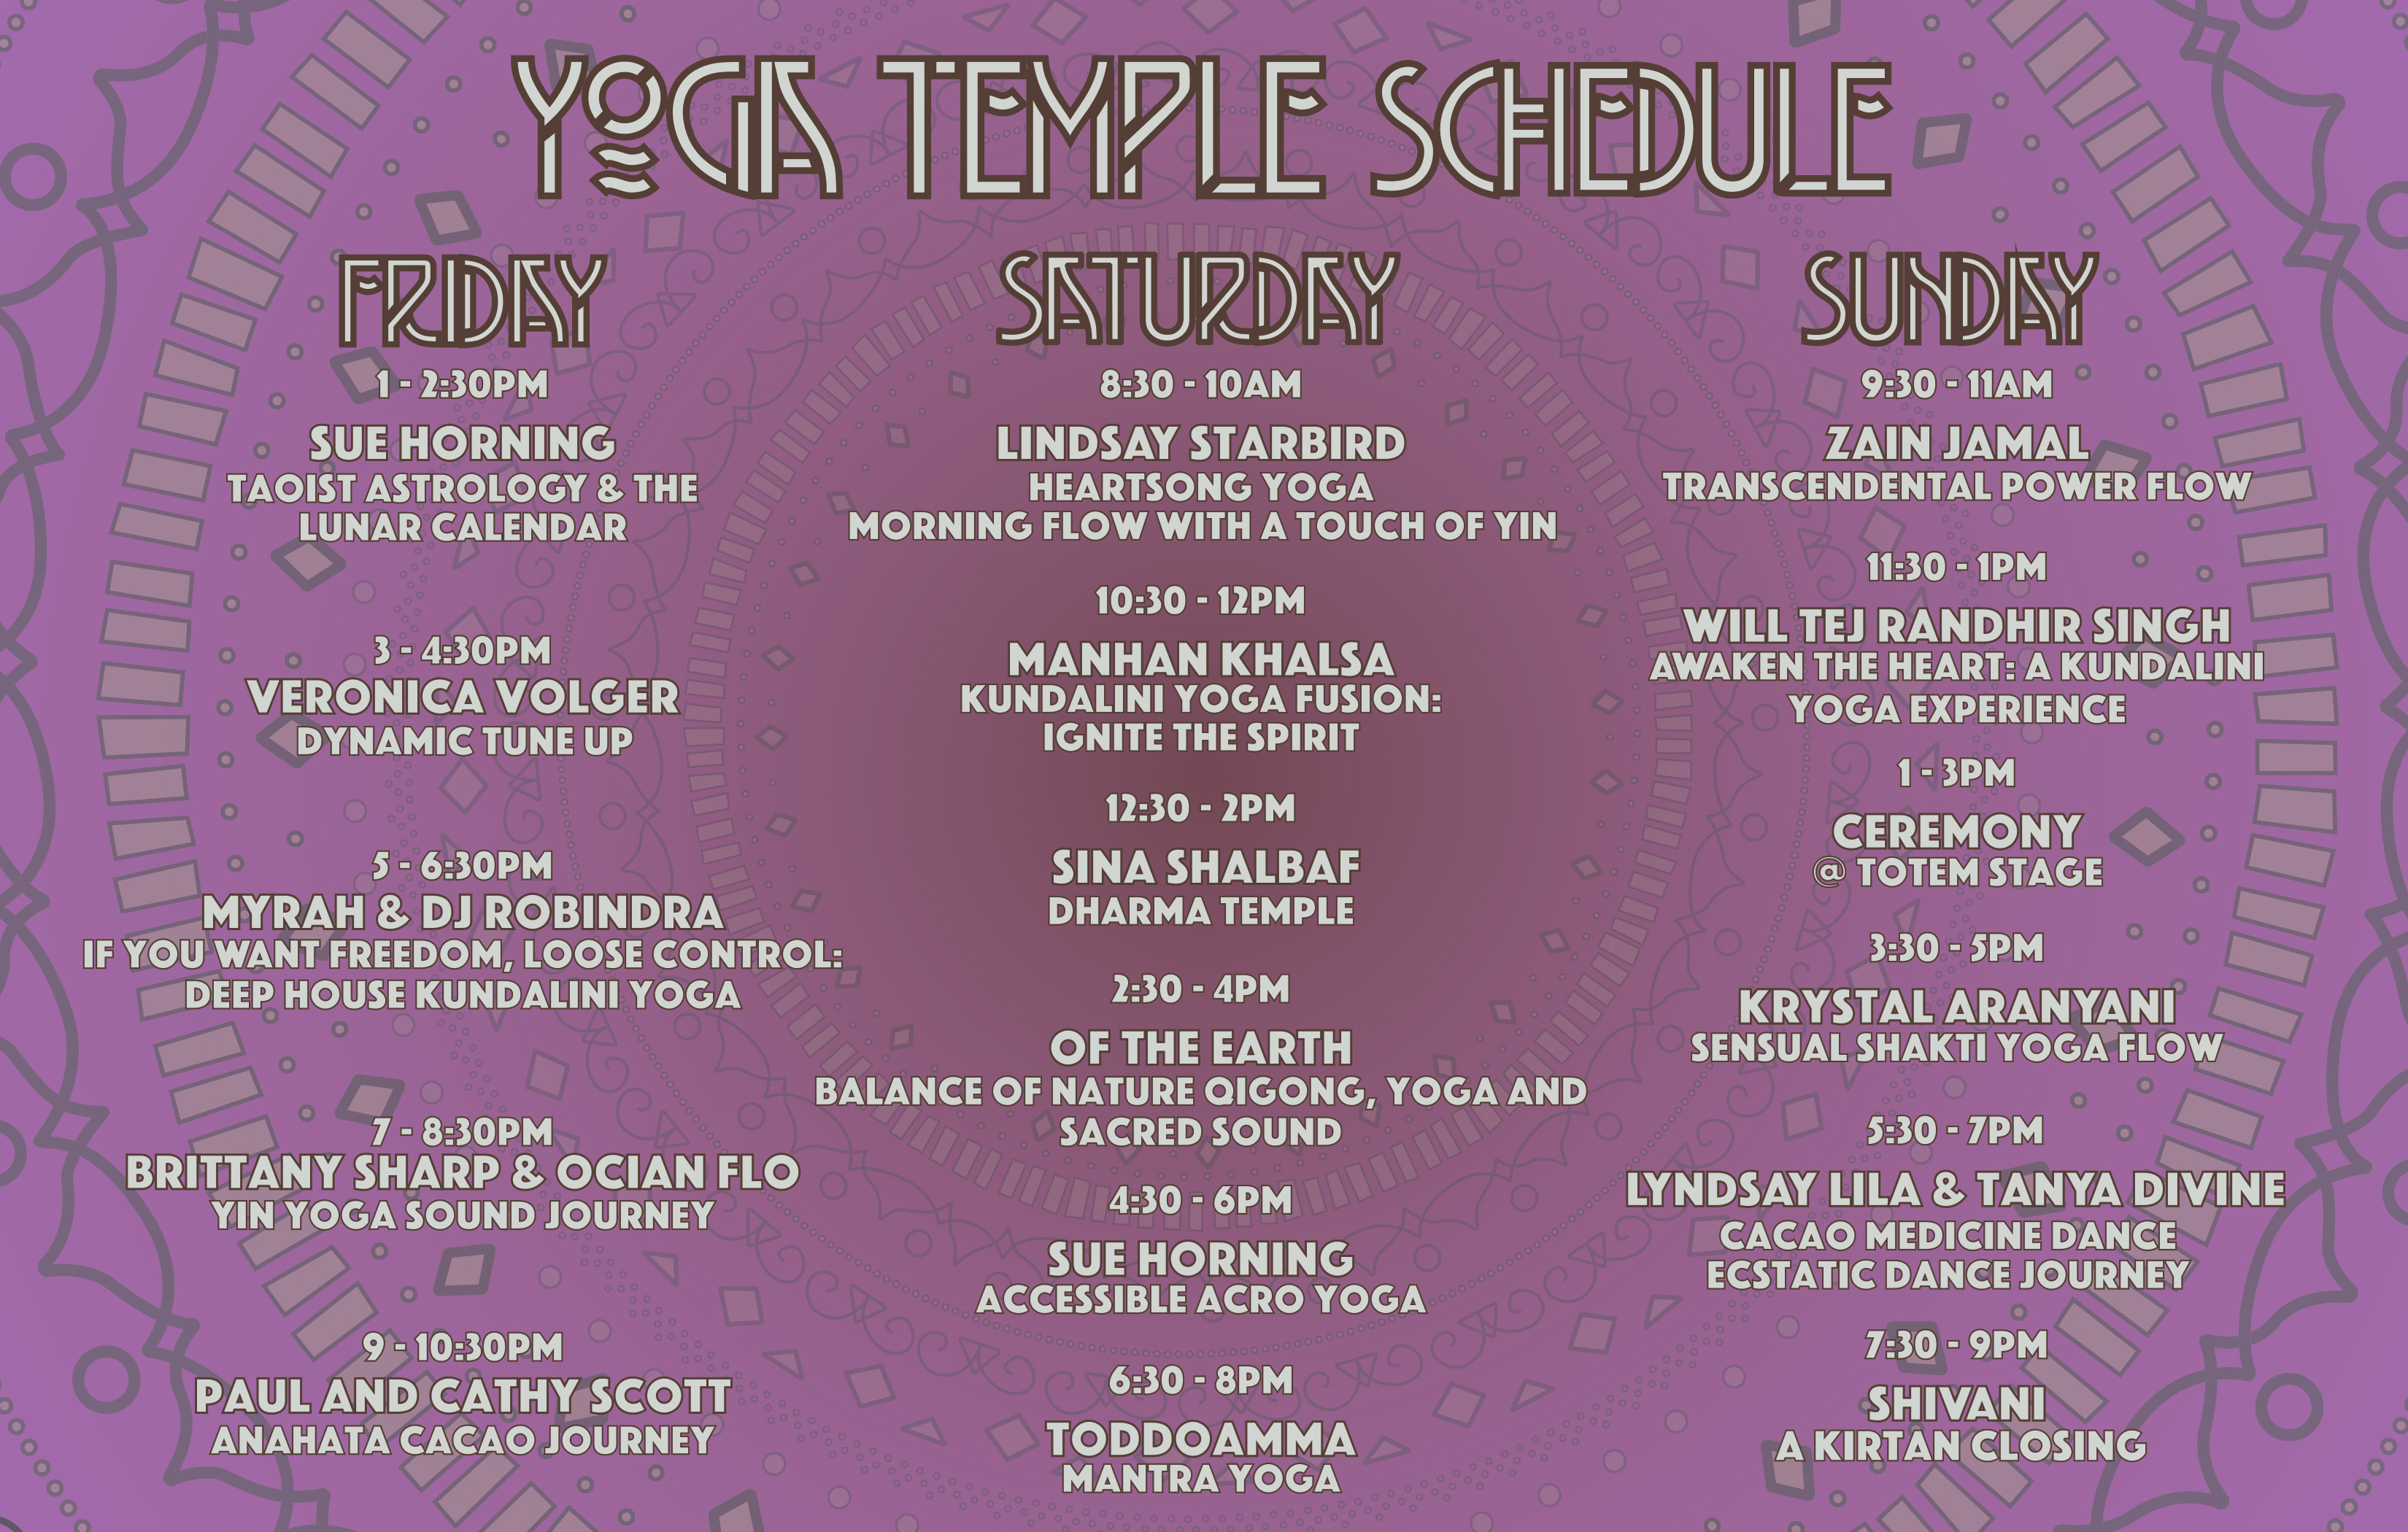 YOGA TEMPLE SCHEDULE
FRIDAY
1 - 2:30PM
SUE HORNING
TAOIST ASTROLOGY & THE
LUNAR CALENDAR
3 - 4:30PM
VERONICA VOLGER
DYNAMIC TUNE UP
5 - 6:30PM
MYRAH & DJ ROBINDRA
IF YOU WANT FREEDOM, LOOSE CONTROL:
DEEP HOUSE KUNDALINI YOGA
7 - 8:30PM
BRITTANY SHARP & OCIAN FLO
YIN YOGA SOUND JOURNEY
9 - 10:30PM
PAUL AND CATHY SCOTT
ANAHATA CACAO JOURNEY
SATURDAY
8:30 - 10AM
LINDSAY STARBIRD
HEARTSONG YOGA
MORNING FLOW WITH A TOUCH OF YIN
10:30 - 12PM
MANHAN KHALSA
KUNDALINI YOGA FUSION:
IGNITE THE SPIRIT
12:30 - 2PM
SINA SHALBAF
DHARMA TEMPLE
2:30 - 4PM
OF THE EARTH
BALANCE OF NATURE QIGONG, YOGA AND
SACRED SOUND
4:30 - 6PM
SUE HORNING
ACCESSIBLE ACRO YOGA
6:30 - 8PM
TODDOAMMA
MANTRA YOGA
SUNDAY
9:30 - 11AM
ZAIN JAMAL
TRANSCENDENTAL POWER FLOW
11:30 - 1PM
WILL TEJ RANDHIR SINGH
AWAKEN THE HEART: A KUNDALINI
YOGA EXPERIENCE
1 - 3PM
CEREMONY
@ TOTEM STAGE
3:30 - 5PM
KRYSTAL ARANYANI
SENSUAL SHAKTI YOGA FLOW
5:30 - 7PM
LYNDSAY LILA & TANYA DIVINE
CACAO MEDICINE DANCE
ECSTATIC DANCE JOURNEY
7:30 - 9PM
SHIVANI
A KIRTAN CLOSING